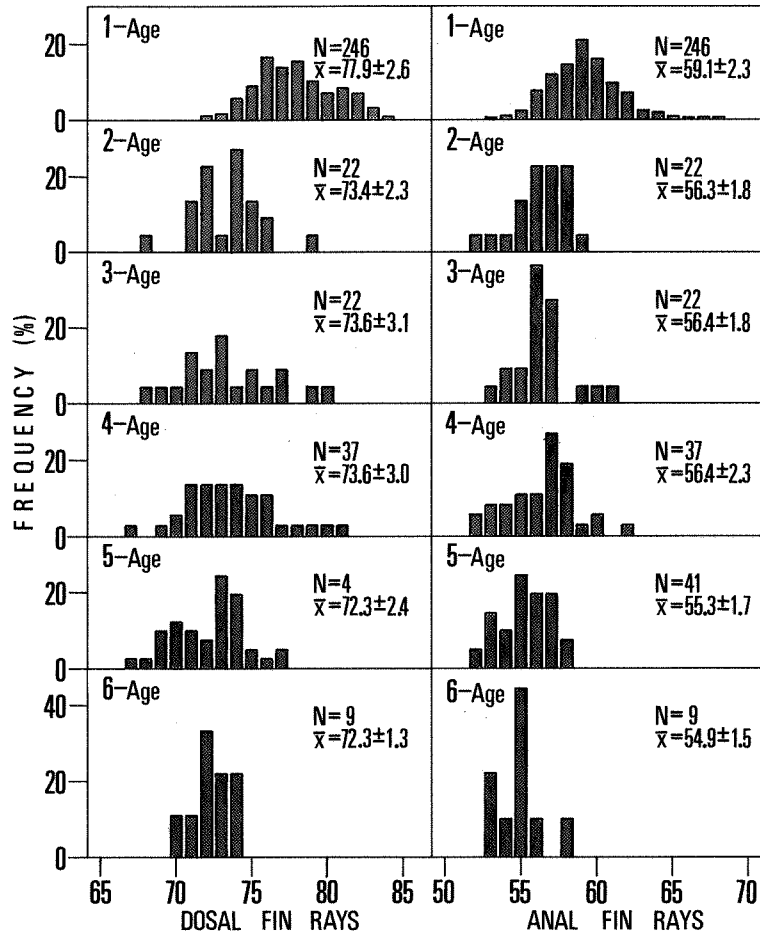 FREQUENCY (%)
1-Age
N=246
x̄=77.9±2.6
20
0
1-Age
N=246
x̄=59.1±2.3
2-Age
N=22
x̄=73.4±2.3
20
0
2-Age
N=22
x̄=56.3±1.8
3-Age
N=22
x̄=73.6±3.1
20
0
3-Age
N=22
x̄=56.4±1.8
4-Age
N=37
x̄=73.6±3.0
20
0
4-Age
N=37
x̄=56.4±2.3
5-Age
N=4
x̄=72.3±2.4
20
0
5-Age
N=41
x̄=55.3±1.7
6-Age
N=9
x̄=72.3±1.3
40
20
0
6-Age
N=9
x̄=54.9±1.5
65 70 75 80 85 50 55 60 65 70
DOSAL FIN RAYS ANAL FIN RAYS